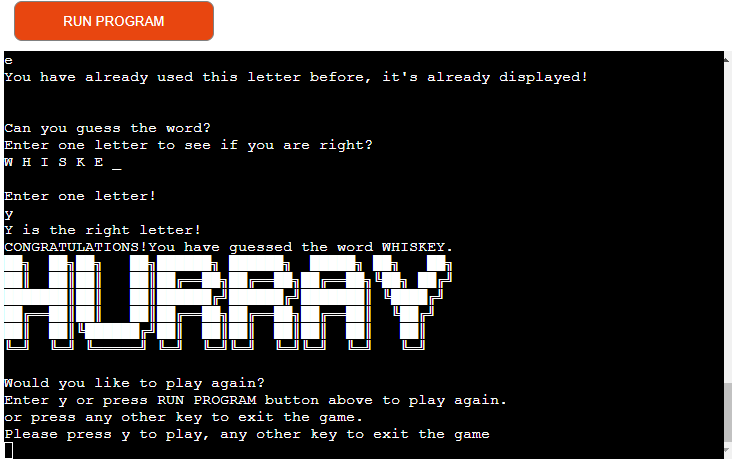 RUN PROGRAM
e
You have already used this letter before, it's already displayed!
Can you guess the word?
Enter one letter to see if you are right?
W H I S K E _
Enter one letter!
y
Y is the right letter!
CONGRATULATIONS!You have guessed the word WHISKEY.
HURRAY
Would you like to play again?
Enter y or press RUN PROGRAM button above to play again.
or press any other key to exit the game.
Please press y to play, any other key to exit the game